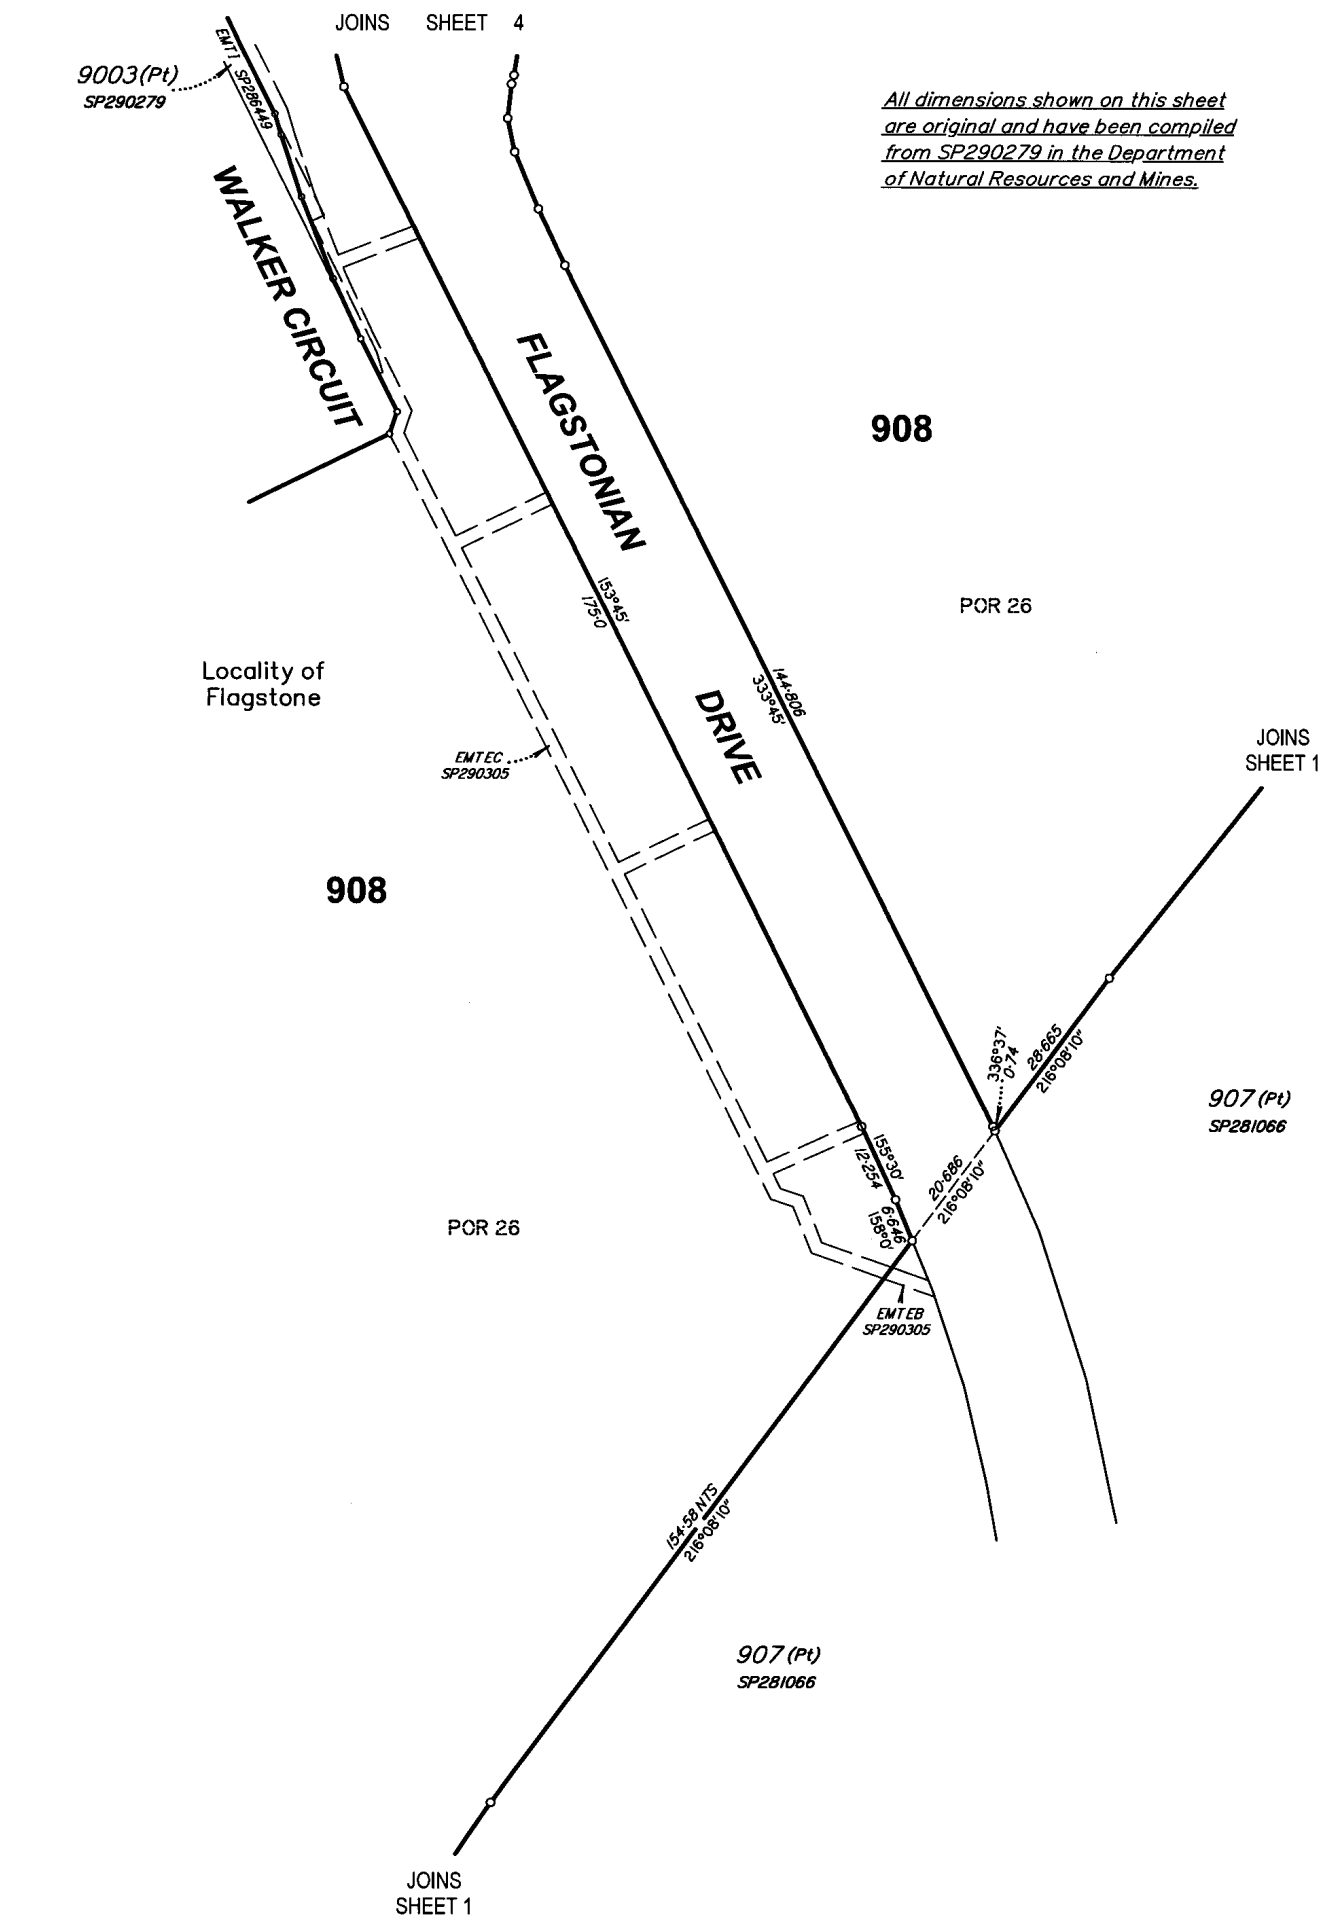 JOINS SHEET 4
9003 (Pt)
SP290279
EMT I SP286449
All dimensions shown on this sheet
are original and have been compiled
from SP290279 in the Department
of Natural Resources and Mines.
WALKER CIRCUIT
FLAGSTONIAN
908
153°45'
175·0
POR 26
Locality of
Flagstone
144·806
333°45'
DRIVE
JOINS
SHEET 1
EMT EC
SP290305
908
336°37'
0·74
28·665
216°08'10"
907 (Pt)
SP281066
155°30'
12·254
20·686
216°08'10"
6·646
158°0'
POR 26
EMT EB
SP290305
154·58 NTS
216°08'10"
907 (Pt)
SP281066
JOINS
SHEET 1